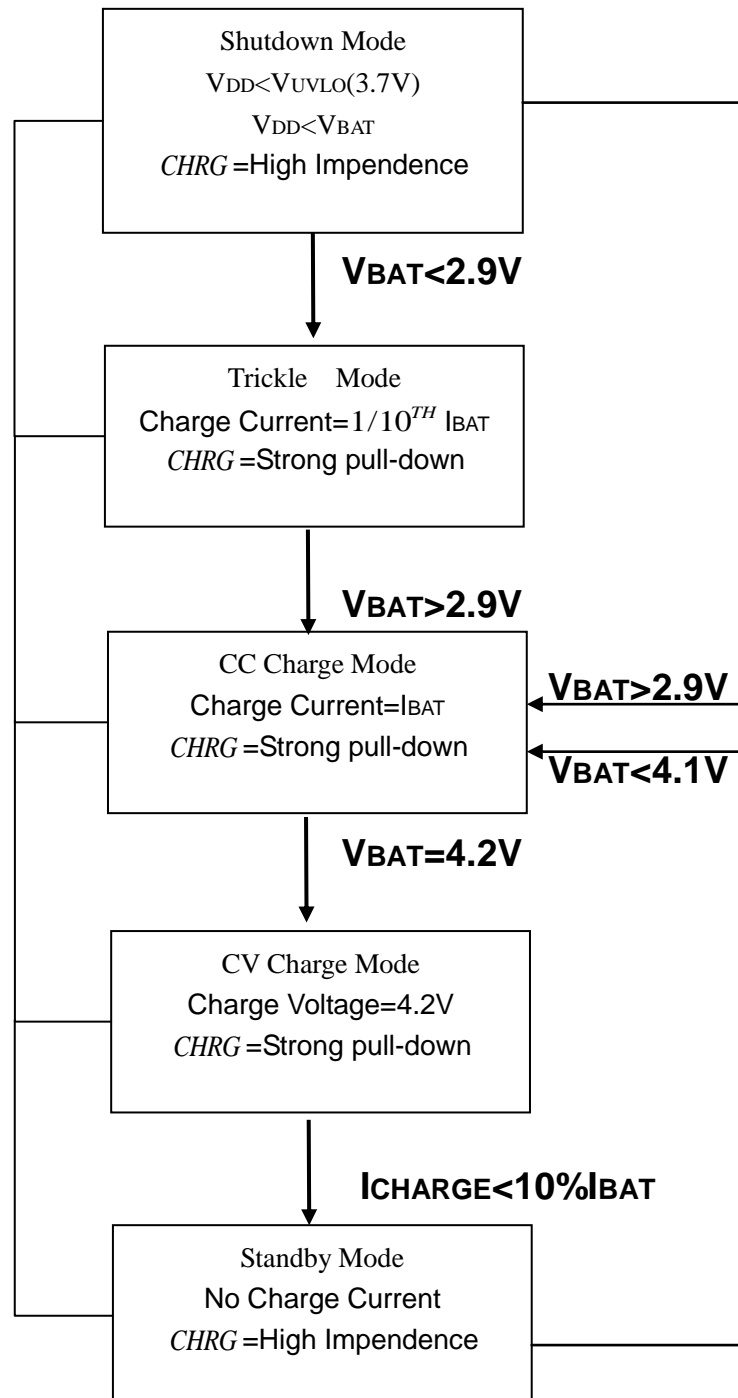 Shutdown Mode
VDD<VUVLO(3.7V)
VDD<VBAT
CHRG =High Impendence
VBAT<2.9V
Trickle Mode
Charge Current=1/10^TH IBAT
CHRG =Strong pull-down
VBAT>2.9V
CC Charge Mode
Charge Current=IBAT
CHRG =Strong pull-down
VBAT>2.9V
VBAT<4.1V
VBAT=4.2V
CV Charge Mode
Charge Voltage=4.2V
CHRG =Strong pull-down
ICHARGE<10%IBAT
Standby Mode
No Charge Current
CHRG =High Impendence